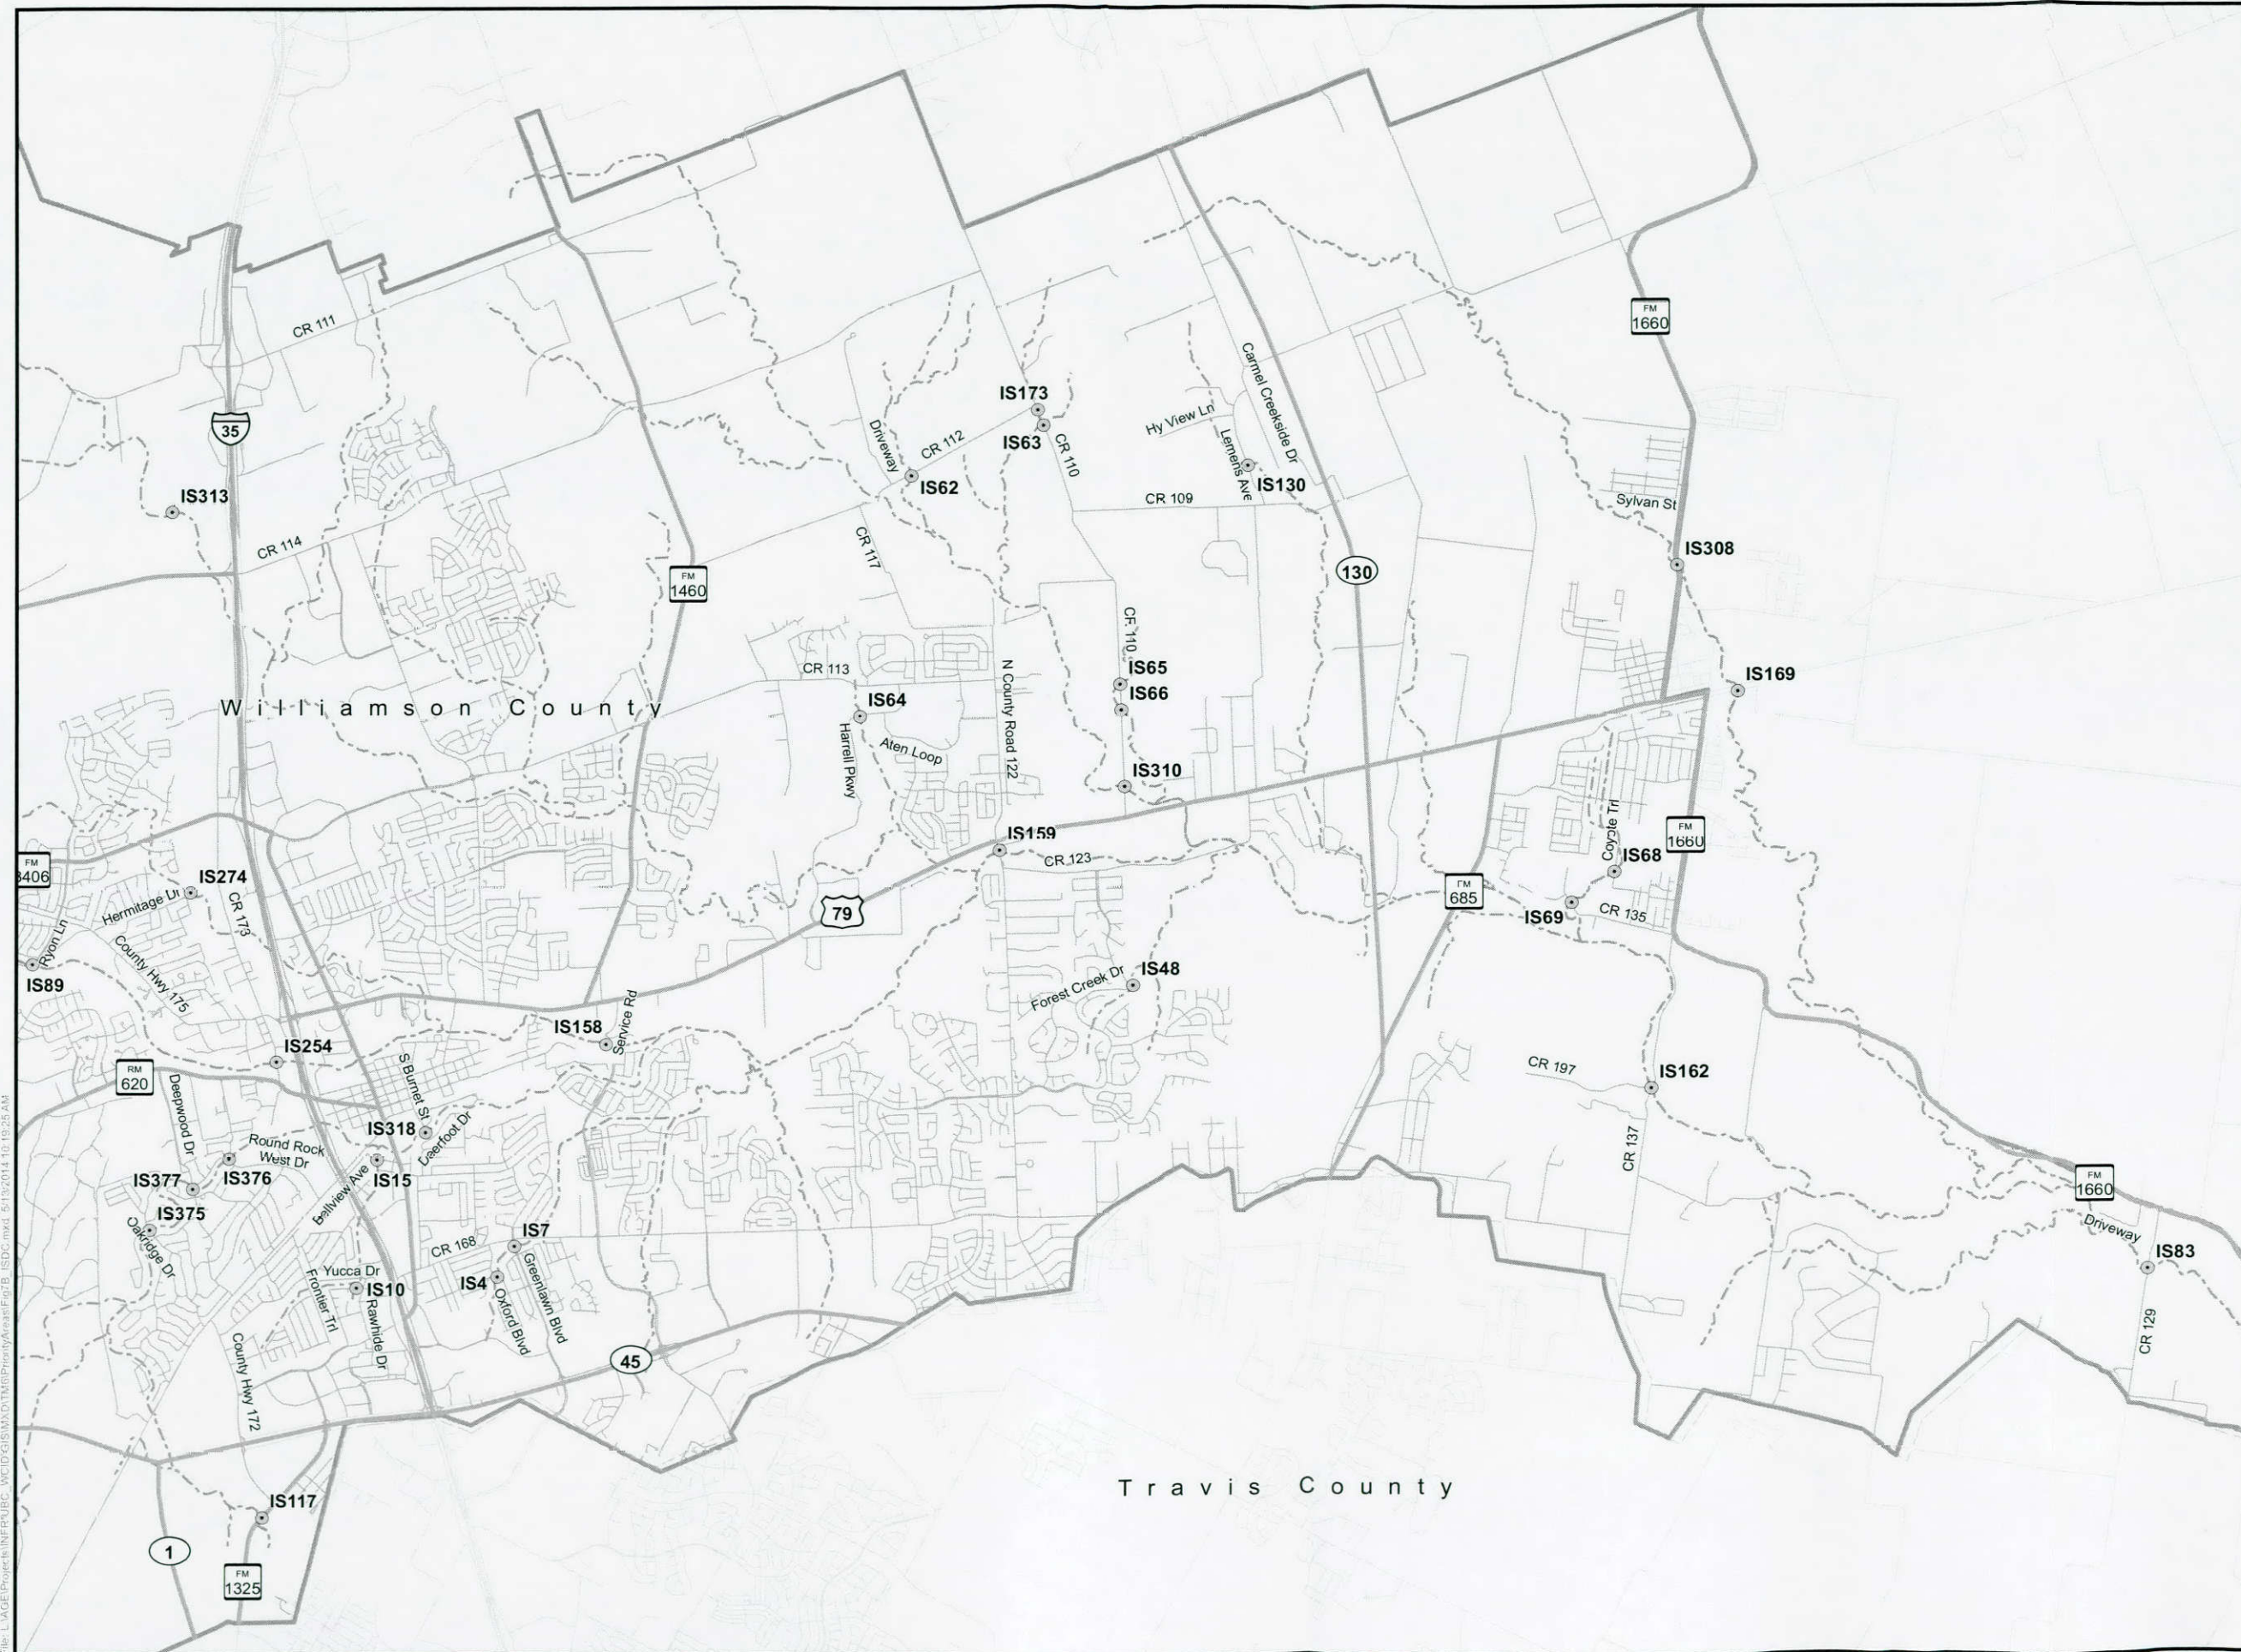 FM
1660
CR 111
35
IS173
Carmel Creekside Dr
Hy View Ln
Driveway
CR 112
IS63
CR 110
Lemens Ave
IS62
IS130
IS313
CR 109
Sylvan St
CR 114
CR 117
IS308
130
FM
1460
CR 113
IS65
IS66
IS169
Williamson County
IS64
N County Road 122
Harrell Pkwy
Aten Loop
IS310
IS159
CR 123
Coyote Trl
FM
1660
IS68
FM
3406
IS274
Hermitage Dr
CR 173
FM
685
79
IS69
CR 135
Ryon Ln
County Hwy 175
IS89
IS48
Forest Creek Dr
IS158
Service Rd
IS254
RM
620
CR 197
IS162
Deepwood Dr
S Burnet St
IS318
Deerfoot Dr
Round Rock
West Dr
CR 137
IS377
IS376
Bellview Ave
IS15
FM
1660
IS375
Oakridge Dr
Driveway
IS7
CR 168
IS83
Yucca Dr
IS10
IS4
Greenlawn Blvd
Frontier Trl
Rawhide Dr
Oxford Blvd
CR 129
County Hwy 172
45
Travis County
IS117
1
FM
1325